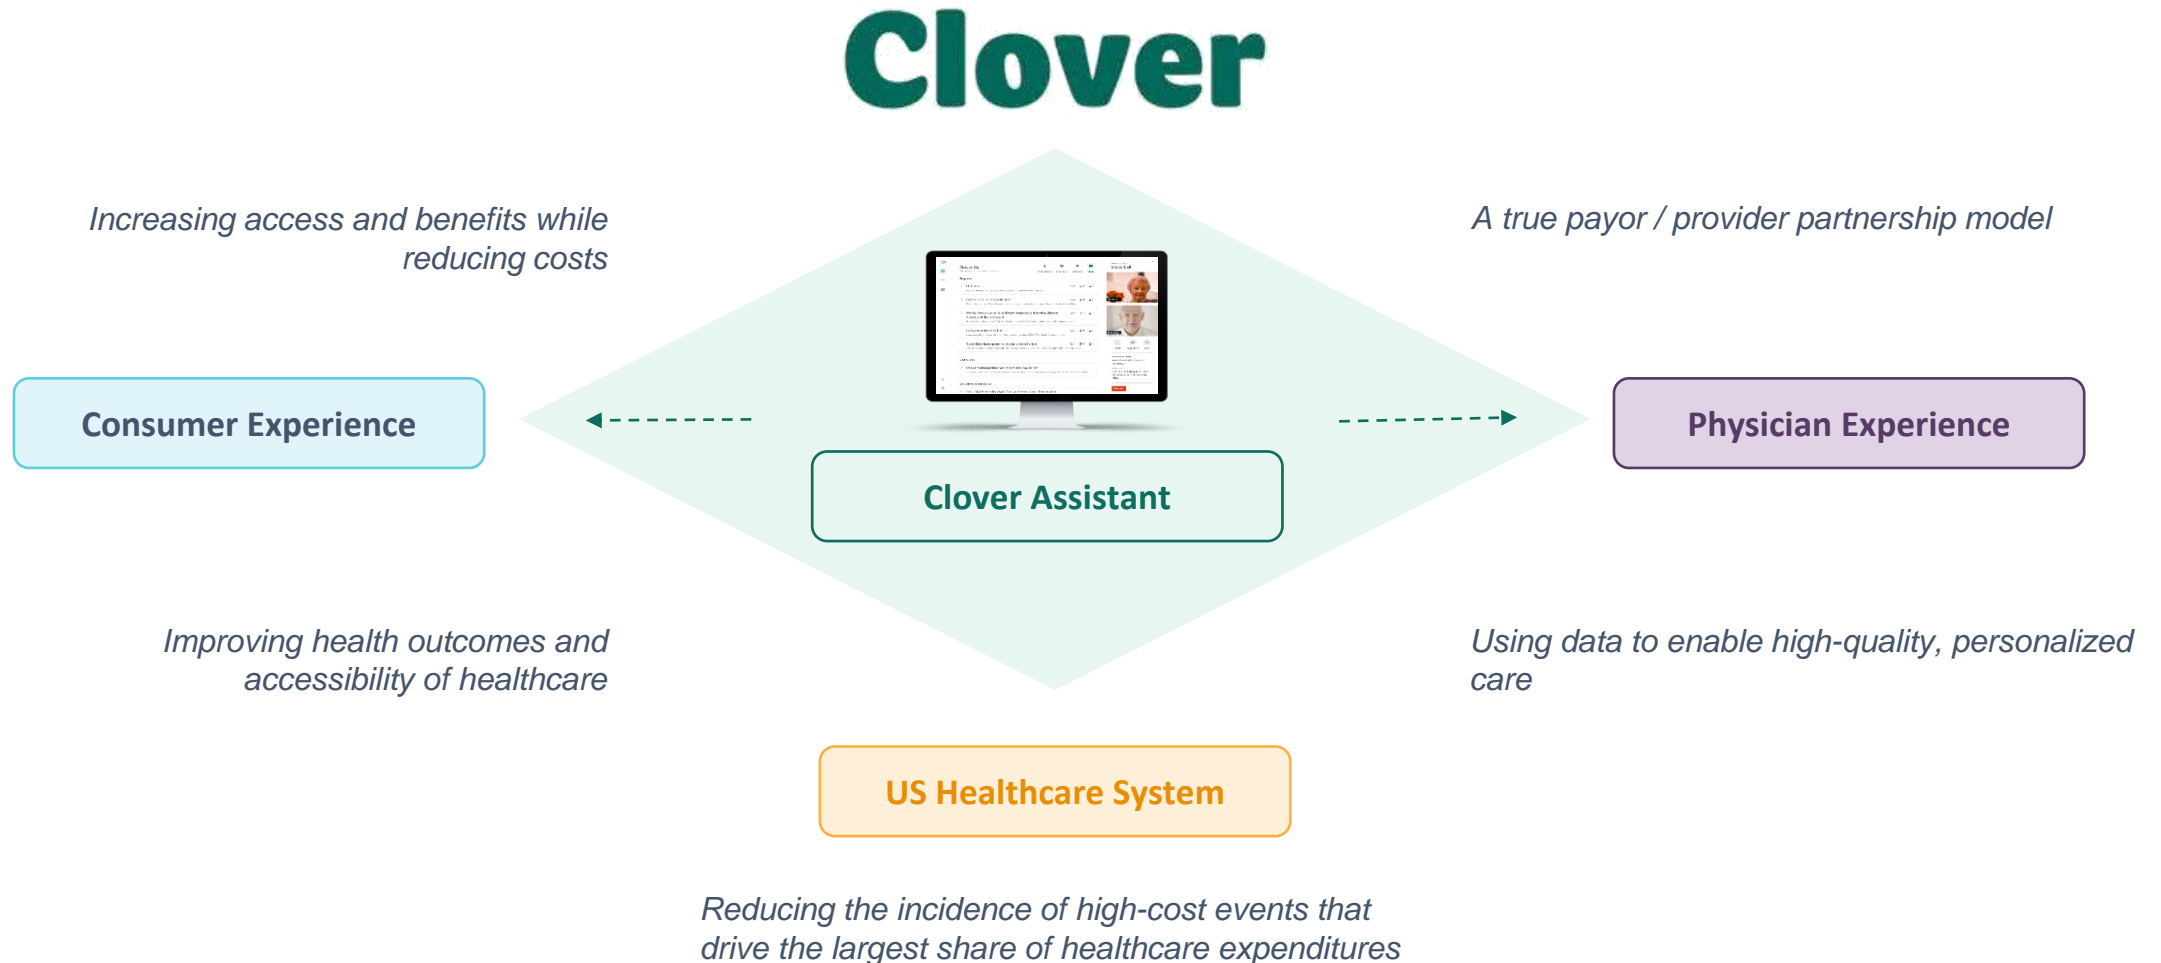 Clover
Increasing access and benefits while
reducing costs
A true payor / provider partnership model
Video Call
Consumer Experience
Physician Experience
Clover Assistant
Improving health outcomes and
accessibility of healthcare
Using data to enable high-quality, personalized
care
US Healthcare System
Reducing the incidence of high-cost events that
drive the largest share of healthcare expenditures